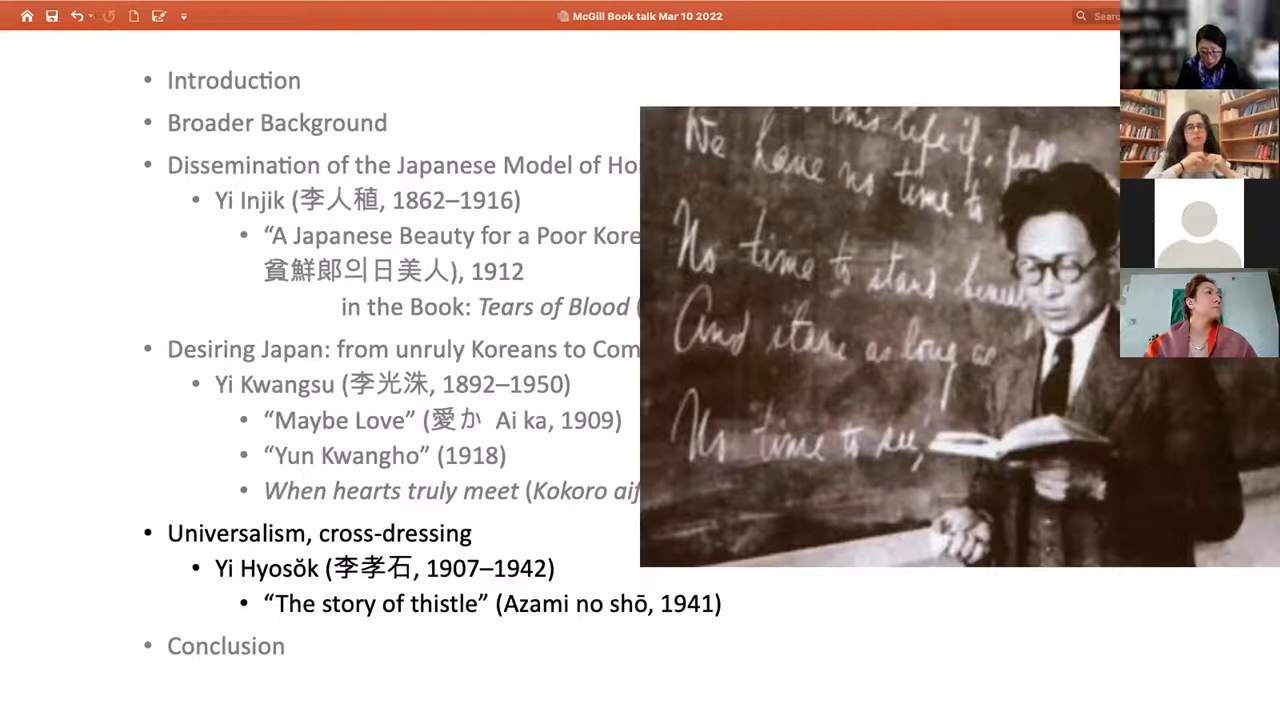 McGill Book talk Mar 10 2022
Searc
• Introduction
• Broader Background
• Dissemination of the Japanese Model of Ho
• Yi Injik (李人稙, 1862–1916)
• “A Japanese Beauty for a Poor Kore
貧鮮郞의日美人), 1912
in the Book: Tears of Blood (
• Desiring Japan: from unruly Koreans to Com
• Yi Kwangsu (李光洙, 1892–1950)
• “Maybe Love” (愛か Ai ka, 1909)
• “Yun Kwangho” (1918)
• When hearts truly meet (Kokoro aif
• Universalism, cross-dressing
• Yi Hyosŏk (李孝石, 1907–1942)
• “The story of thistle” (Azami no shō, 1941)
• Conclusion
this life if, full
We have no time to
No time to stand
And stare as long as
No time to see,